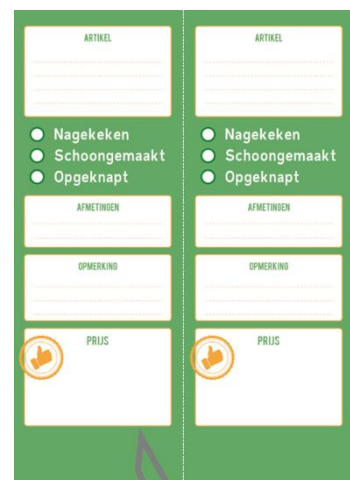 ARTIKEL
Nagekeken
Schoongemaakt
Opgeknapt
AFMETINGEN
OPMERKING
PRIJS
ARTIKEL
Nagekeken
Schoongemaakt
Opgeknapt
AFMETINGEN
OPMERKING
PRIJS